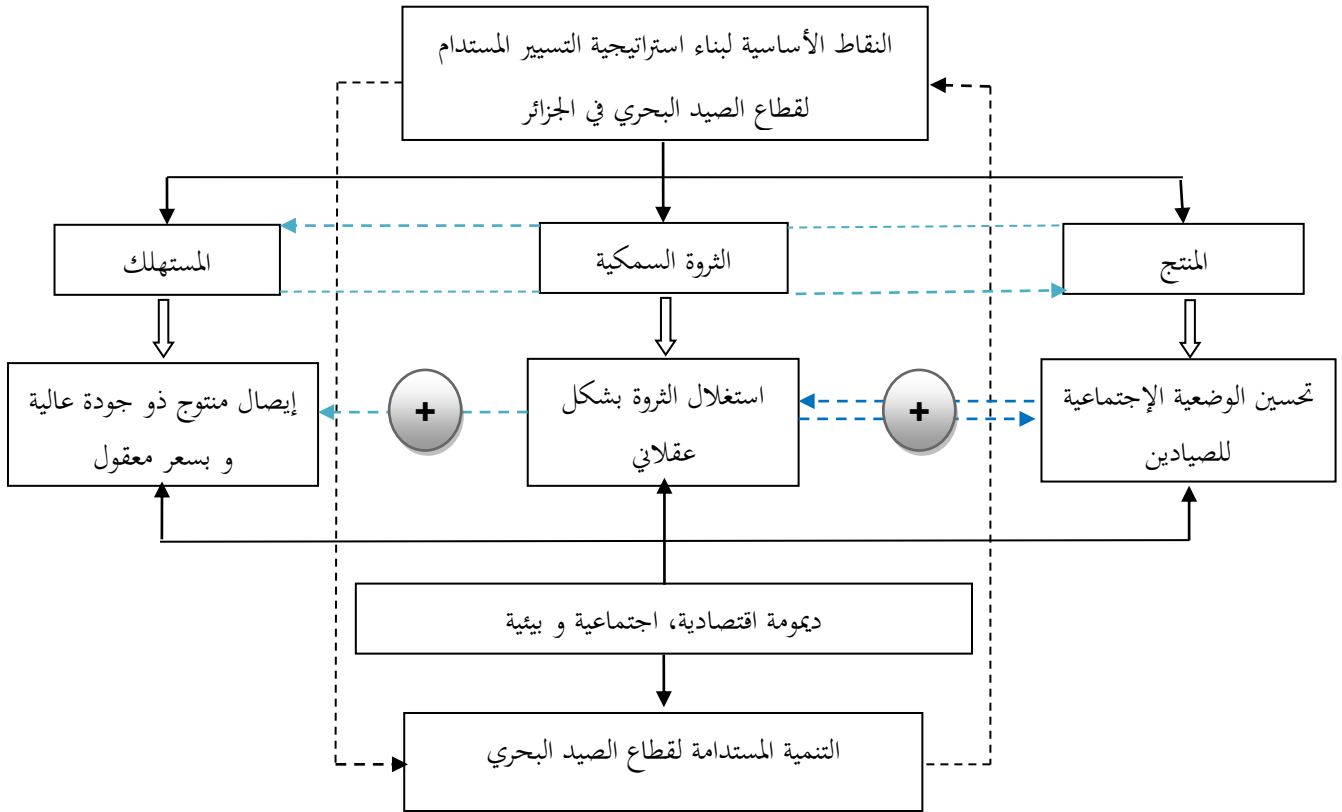 النقاط الأساسية لبناء استراتيجية التسيير المستدام
لقطاع الصيد البحري في الجزائر
المنتج
الثروة السمكية
المستهلك
تحسين الوضعية الإجتماعية
للصيادين
+
استغلال الثروة بشكل
عقلاني
+
إيصال منتوج ذو جودة عالية
و بسعر معقول
ديمومة اقتصادية، اجتماعية و بيئية
التنمية المستدامة لقطاع الصيد البحري